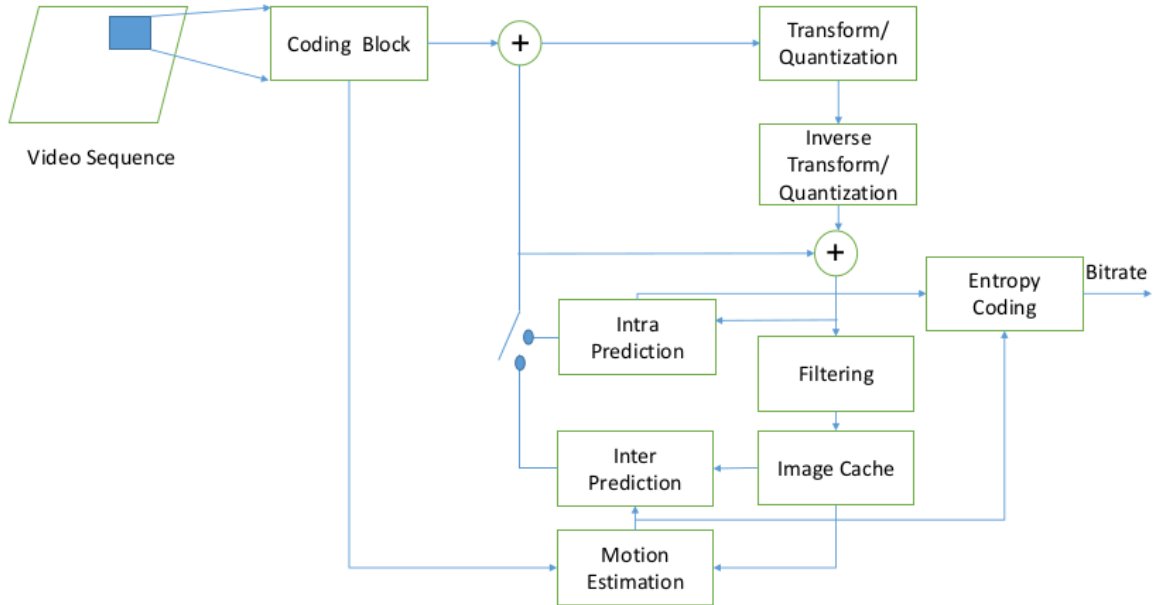 Coding Block
+
Transform/
Quantization
Video Sequence
Inverse
Transform/
Quantization
+
Entropy
Coding
Bitrate
Intra
Prediction
Filtering
Inter
Prediction
Image Cache
Motion
Estimation